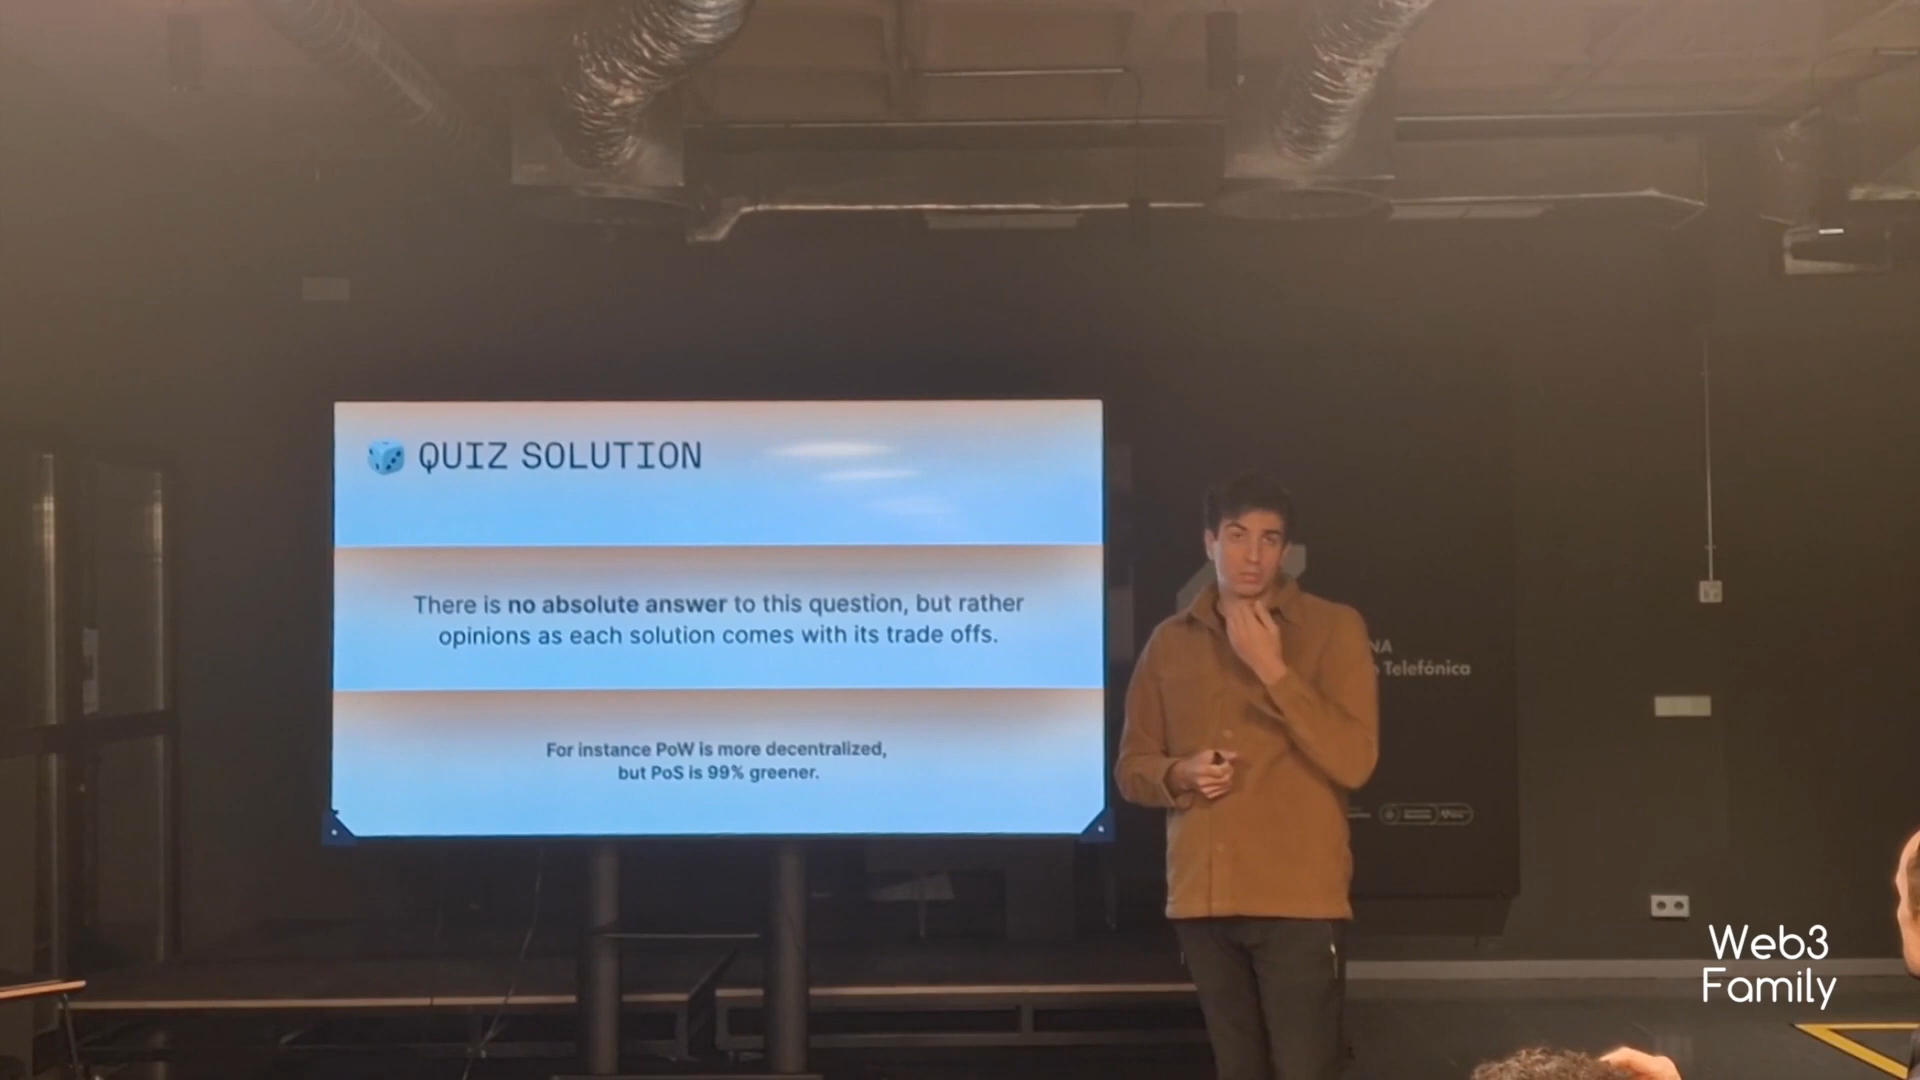 QUIZ SOLUTION
There is no absolute answer to this question, but rather
opinions as each solution comes with its trade offs.
For instance PoW is more decentralized,
but PoS is 99% greener.
Telefónica
Web3
Family